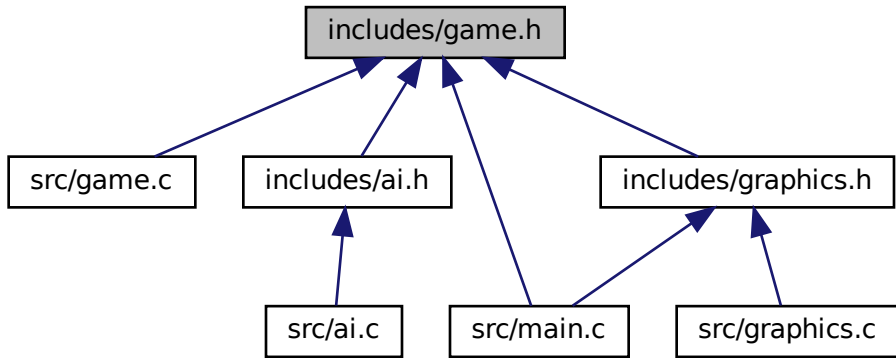 includes/game.h
src/game.c
includes/ai.h
includes/graphics.h
src/ai.c
src/main.c
src/graphics.c